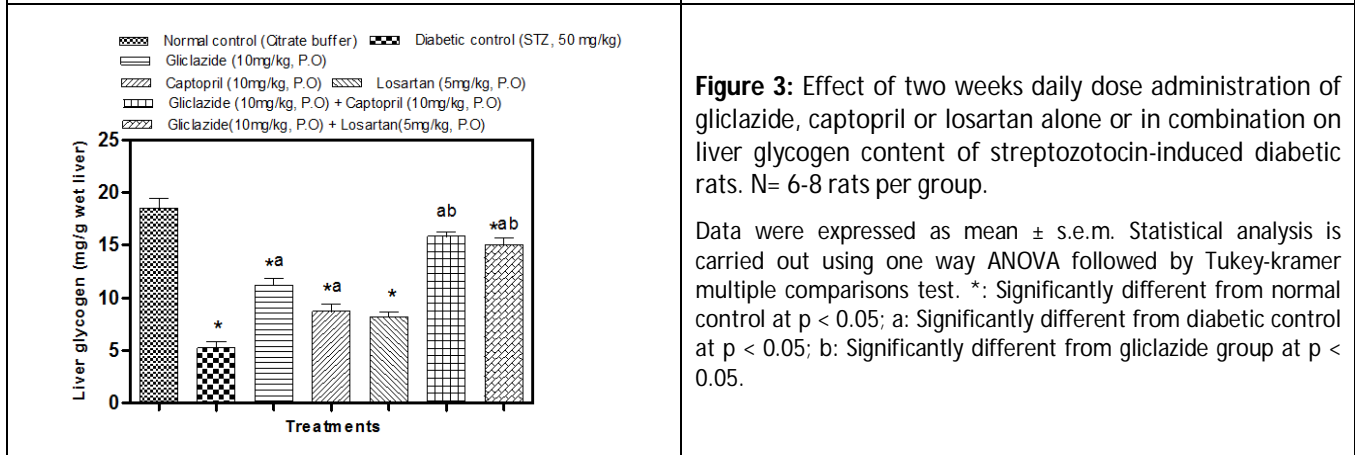 Normal control (Citrate buffer) Diabetic control (STZ, 50 mg/kg)
Gliclazide (10mg/kg, P.O)
Captopril (10mg/kg, P.O) Losartan (5mg/kg, P.O)
Gliclazide (10mg/kg, P.O) + Captopril (10mg/kg, P.O)
Gliclazide(10mg/kg, P.O) + Losartan(5mg/kg, P.O)
Liver glycogen (mg/g wet liver)
25
20
15
10
5
0
*
*a
*a
*
ab
*ab
Treatments
Figure 3: Effect of two weeks daily dose administration of
gliclazide, captopril or losartan alone or in combination on
liver glycogen content of streptozotocin-induced diabetic
rats. N= 6-8 rats per group.
Data were expressed as mean ± s.e.m. Statistical analysis is
carried out using one way ANOVA followed by Tukey-kramer
multiple comparisons test. *: Significantly different from normal
control at p < 0.05; a: Significantly different from diabetic control
at p < 0.05; b: Significantly different from gliclazide group at p <
0.05.